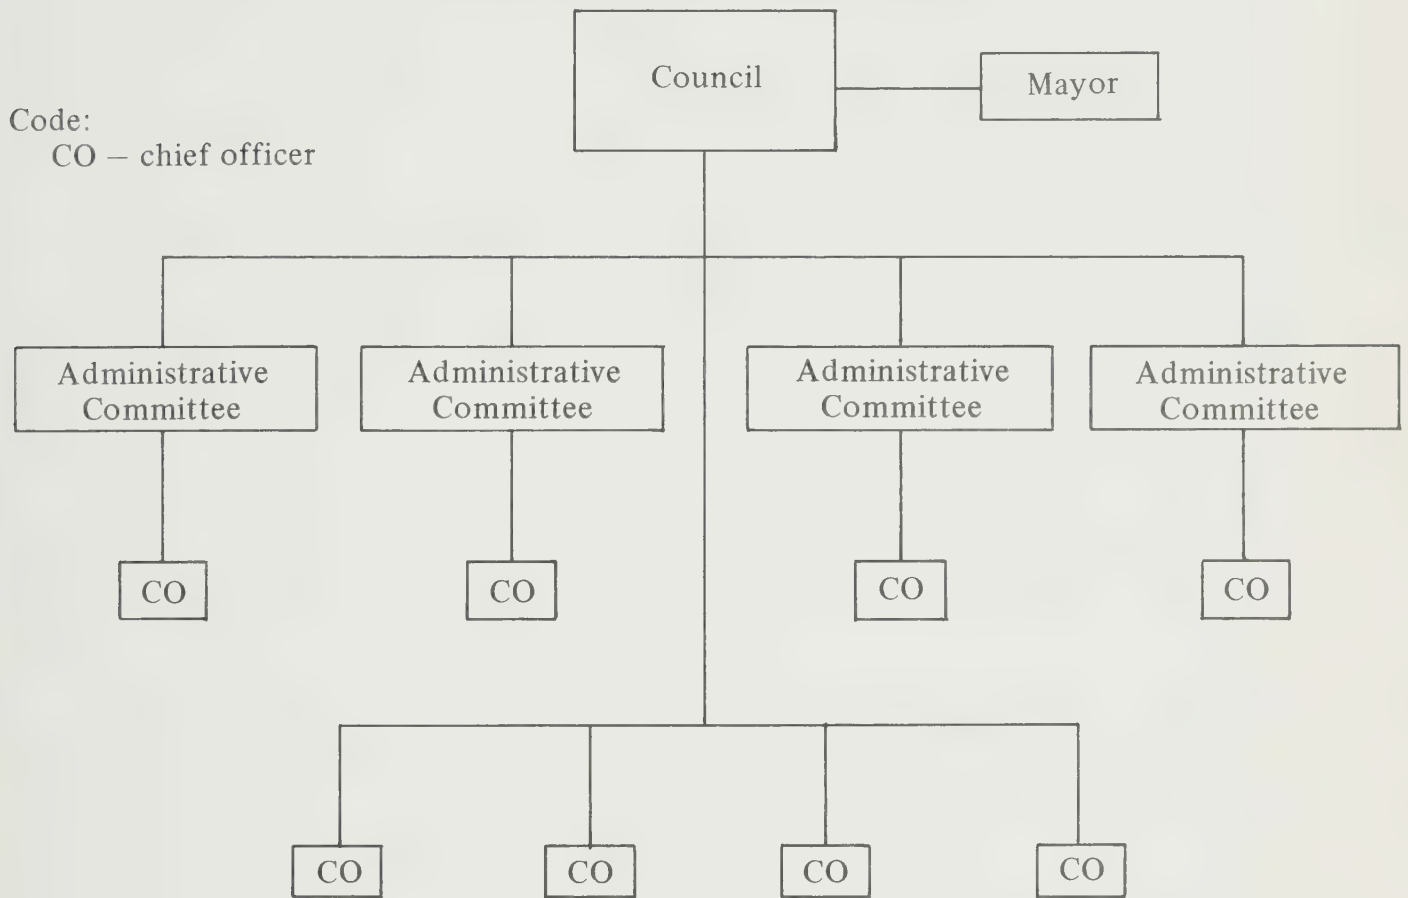 Council
Mayor
Code:
CO – chief officer
Administrative
Committee
Administrative
Committee
Administrative
Committee
Administrative
Committee
CO
CO
CO
CO
CO
CO
CO
CO